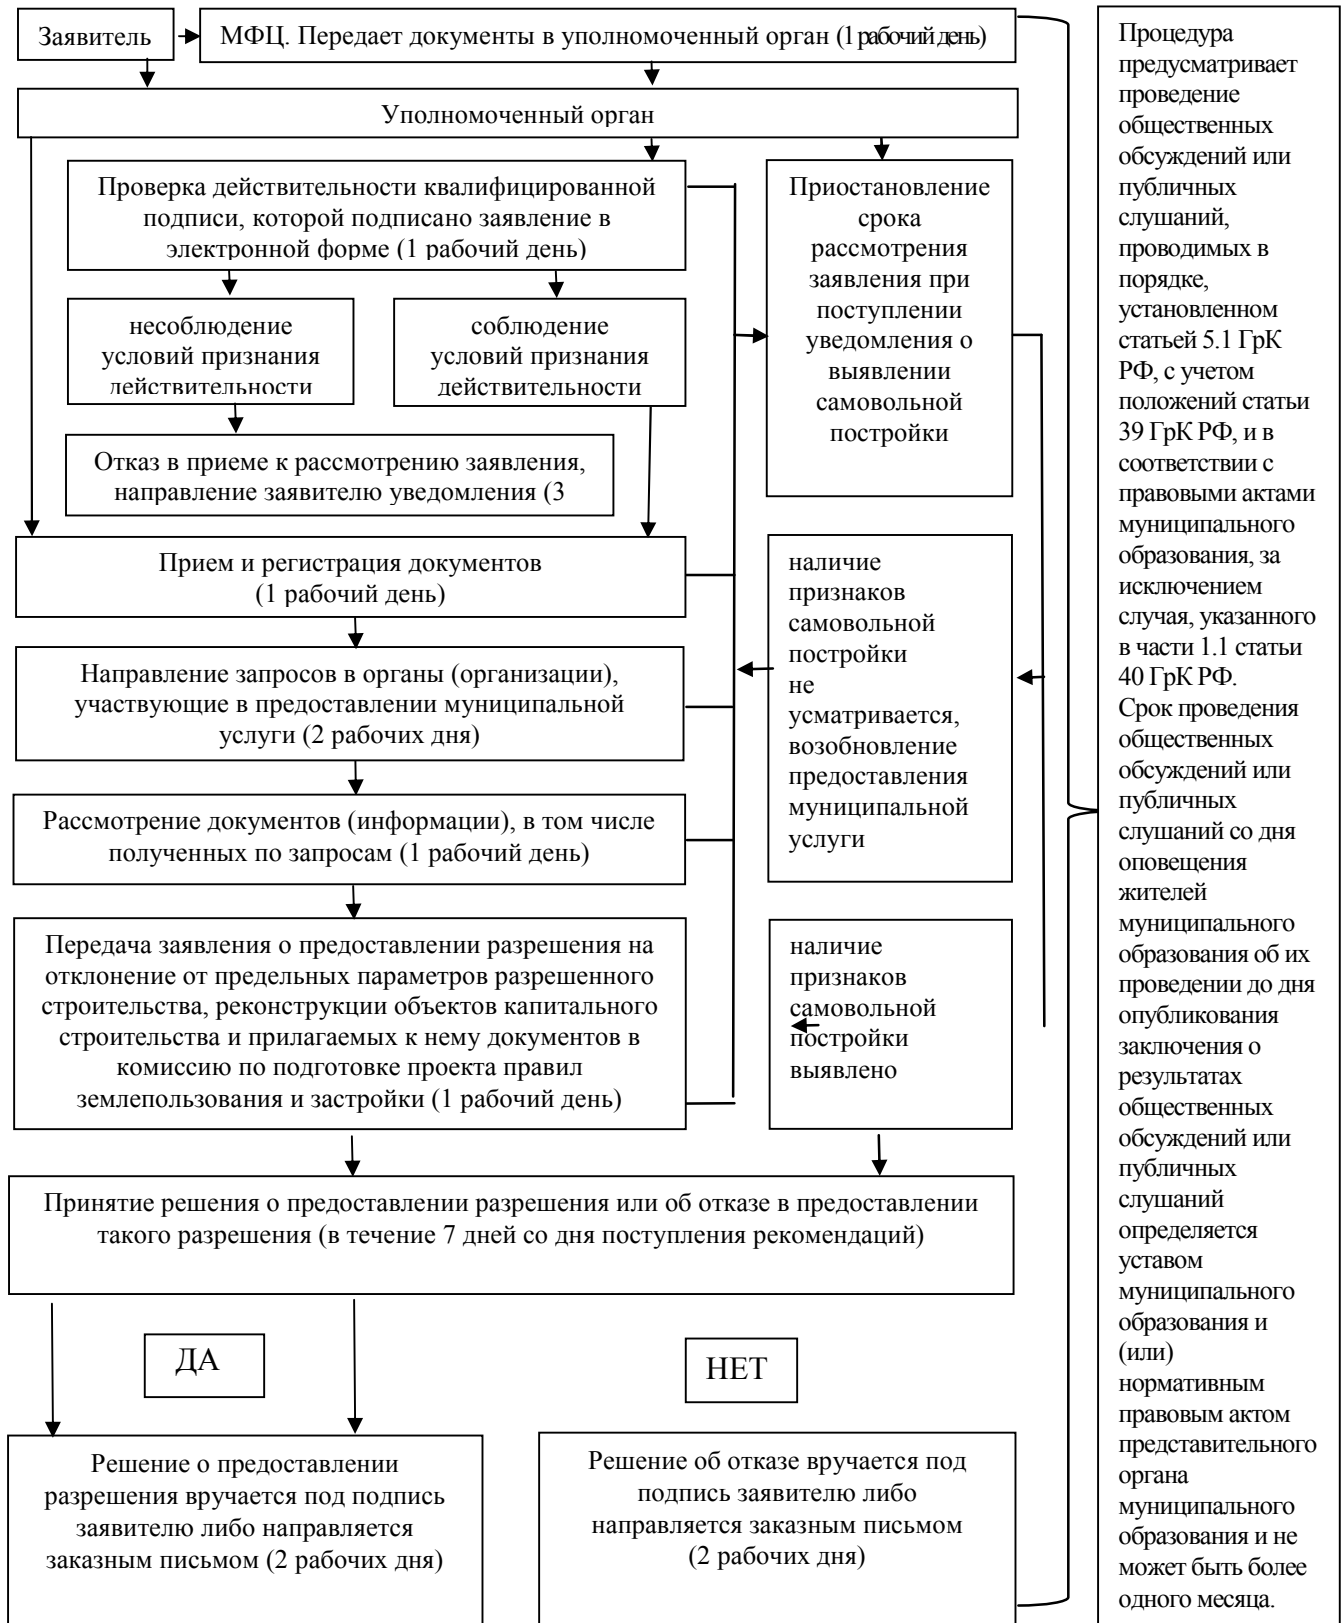 Заявитель
МФЦ. Передает документы в уполномоченный орган (1 рабочий день)
Уполномоченный орган
Проверка действительности квалифицированной
подписи, которой подписано заявление в
электронной форме (1 рабочий день)
несоблюдение
условий признания
действительности
соблюдение
условий признания
действительности
Отказ в приеме к рассмотрению заявления,
направление заявителю уведомления (3
Прием и регистрация документов
(1 рабочий день)
Направление запросов в органы (организации),
участвующие в предоставлении муниципальной
услуги (2 рабочих дня)
Рассмотрение документов (информации), в том числе
полученных по запросам (1 рабочий день)
Передача заявления о предоставлении разрешения на
отклонение от предельных параметров разрешенного
строительства, реконструкции объектов капитального
строительства и прилагаемых к нему документов в
комиссию по подготовке проекта правил
землепользования и застройки (1 рабочий день)
Приостановление
срока
рассмотрения
заявления при
поступлении
уведомления о
выявлении
самовольной
постройки
наличие
признаков
самовольной
постройки
не
усматривается,
возобновление
предоставления
муниципальной
услуги
наличие
признаков
самовольной
постройки
выявлено
Принятие решения о предоставлении разрешения или об отказе в предоставлении
такого разрешения (в течение 7 дней со дня поступления рекомендаций)
ДА
НЕТ
Решение о предоставлении
разрешения вручается под подпись
заявителю либо направляется
заказным письмом (2 рабочих дня)
Решение об отказе вручается под
подпись заявителю либо
направляется заказным письмом
(2 рабочих дня)
Процедура
предусматривает
проведение
общественных
обсуждений или
публичных
слушаний,
проводимых в
порядке,
установленном
статьей 5.1 ГрК
РФ, с учетом
положений статьи
39 ГрК РФ, и в
соответствии с
правовыми актами
муниципального
образования, за
исключением
случая, указанного
в части 1.1 статьи
40 ГрК РФ.
Срок проведения
общественных
обсуждений или
публичных
слушаний со дня
оповещения
жителей
муниципального
образования об их
проведении до дня
опубликования
заключения о
результатах
общественных
обсуждений или
публичных
слушаний
определяется
уставом
муниципального
образования и
(или)
нормативным
правовым актом
представительного
органа
муниципального
образования и не
может быть более
одного месяца.